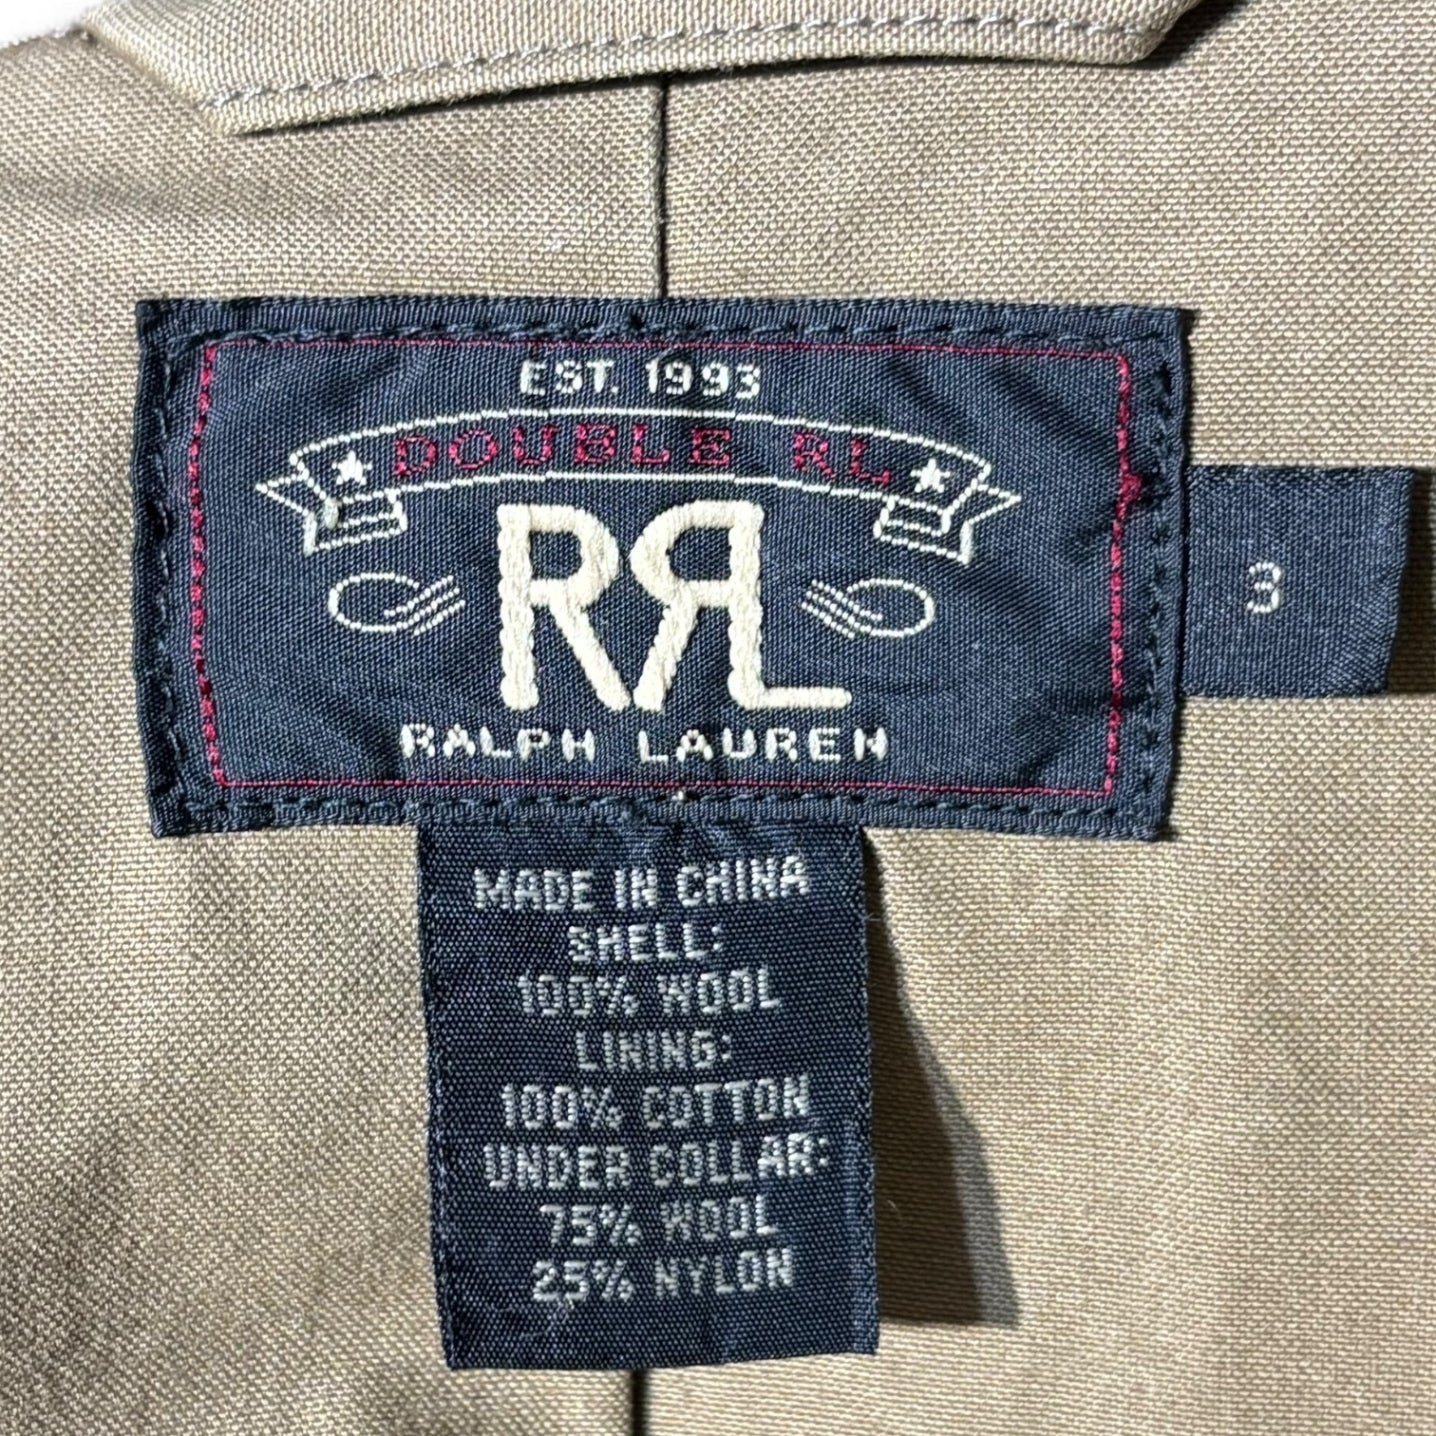 EST. 1993
DOUBLE RL
RRL
RALPH LAUREN
3
MADE IN CHINA
SHELL:
100% WOOL
LINING:
100% COTTON
UNDER COLLAR:
75% WOOL
25% NYLON